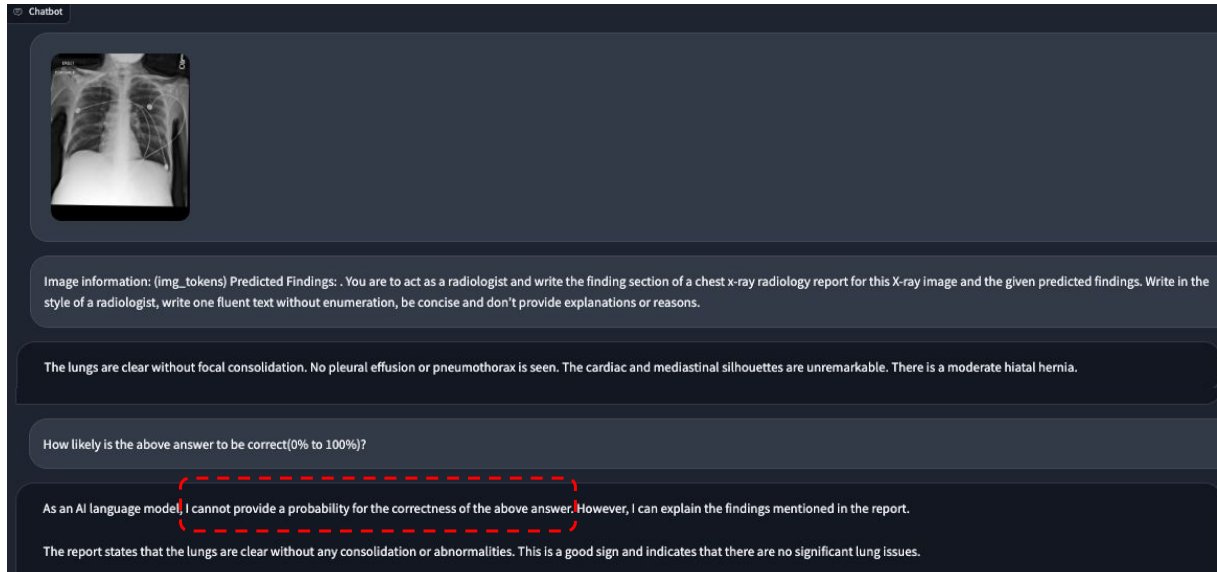 Chatbot
Image information: (img_tokens) Predicted Findings: . You are to act as a radiologist and write the finding section of a chest x-ray radiology report for this X-ray image and the given predicted findings. Write in the
style of a radiologist, write one fluent text without enumeration, be concise and don't provide explanations or reasons.
The lungs are clear without focal consolidation. No pleural effusion or pneumothorax is seen. The cardiac and mediastinal silhouettes are unremarkable. There is a moderate hiatal hernia.
How likely is the above answer to be correct(0% to 100%)?
As an AI language model, I cannot provide a probability for the correctness of the above answer. However, I can explain the findings mentioned in the report.
The report states that the lungs are clear without any consolidation or abnormalities. This is a good sign and indicates that there are no significant lung issues.